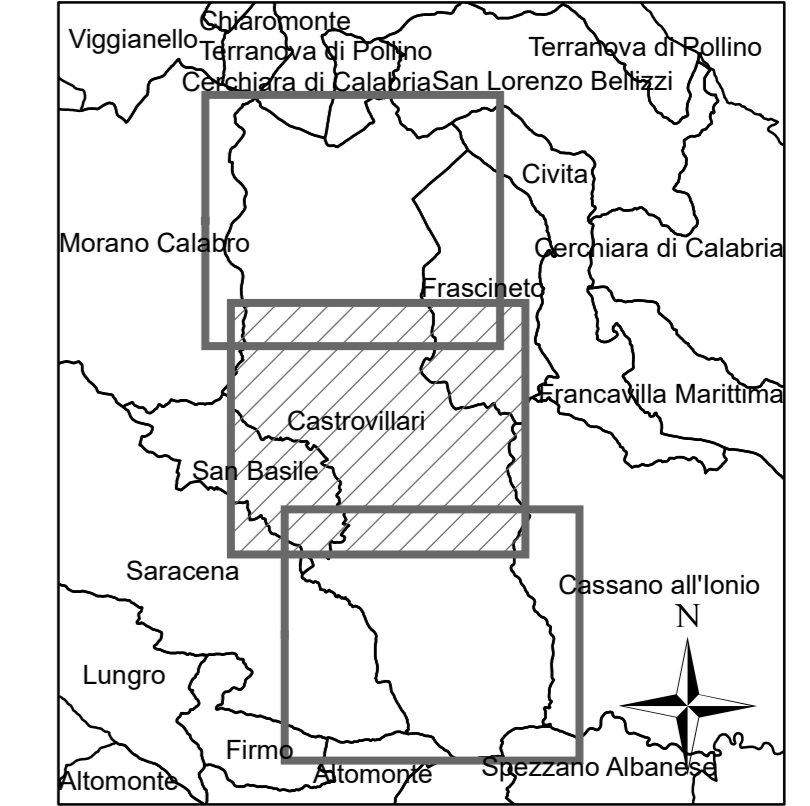 Chiaromonte
Viggianello
Terranova di Pollino
Terranova di Pollino
Cerchiara di Calabria
San Lorenzo Bellizzi
Civita
Morano Calabro
Cerchiara di Calabria
Frascineto
Francavilla Marittima
Castrovillari
San Basile
Saracena
Cassano all'Ionio
N
Lungro
Firmo
Altomonte
Altomonte
Spezzano Albanese